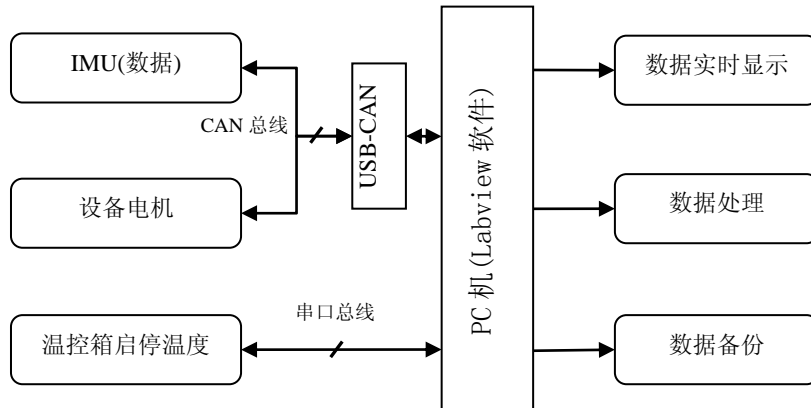 IMU(数据)
CAN 总线
设备电机
USB-CAN
串口总线
温控箱启停温度
PC 机(Labview 软件)
数据实时显示
数据处理
数据备份